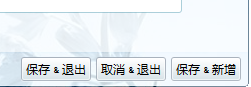 保存 & 退出 取消 & 退出 保存 & 新增